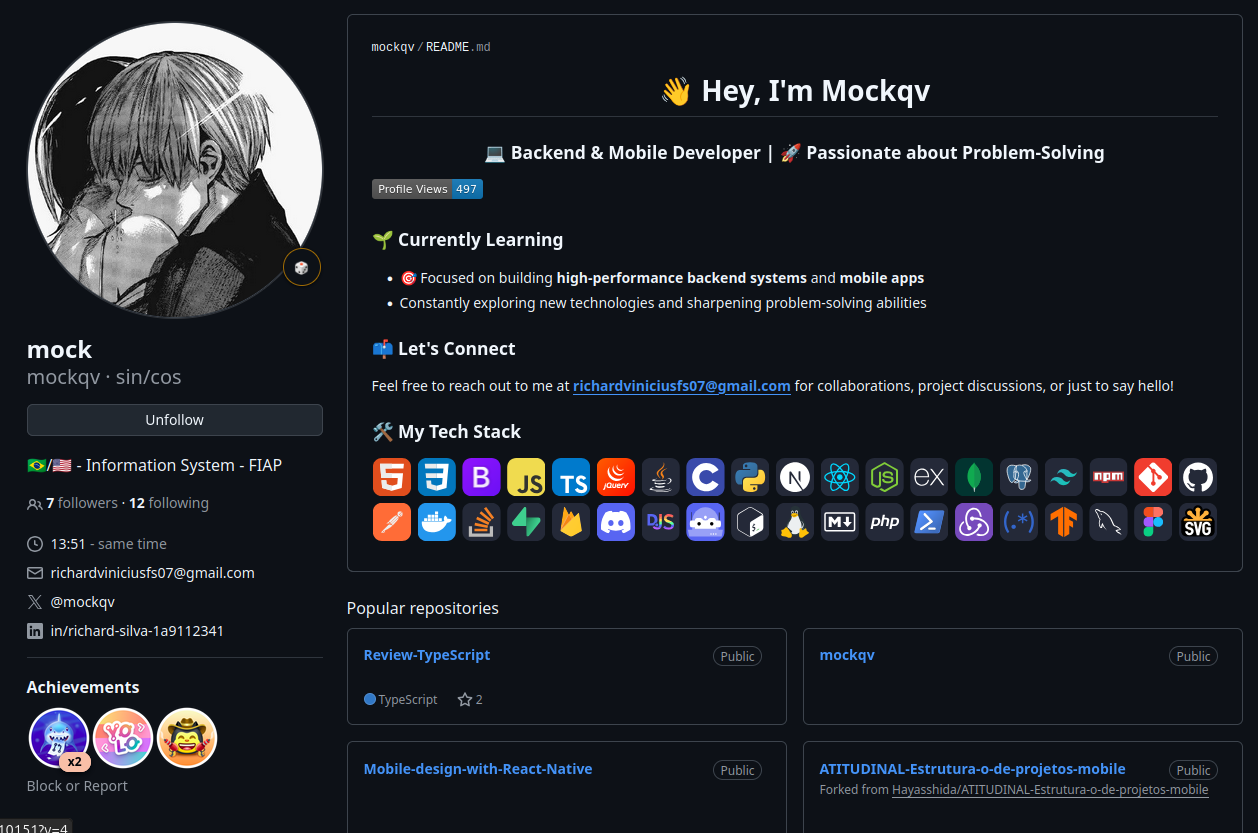 mockqv/README.md
👋 Hey, I'm Mockqv
💻 Backend & Mobile Developer | 🚀 Passionate about Problem-Solving
Profile Views 497
🌱 Currently Learning
🎯 Focused on building high-performance backend systems and mobile apps
Constantly exploring new technologies and sharpening problem-solving abilities
📫 Let's Connect
Feel free to reach out to me at richardviniciusfs07@gmail.com for collaborations, project discussions, or just to say hello!
🛠️ My Tech Stack
B JS TS jQuery C N ex npm
DJS M php (.*) SVG
mock
mockqv · sin/cos
Unfollow
🇧🇷/🇺🇸 - Information System - FIAP
7 followers · 12 following
13:51 - same time
richardviniciusfs07@gmail.com
@mockqv
in/richard-silva-1a9112341
Achievements
YOLO
x2
Block or Report
10151?v=4
Popular repositories
Review-TypeScript Public
TypeScript 2
mockqv Public
Mobile-design-with-React-Native Public
ATITUDINAL-Estrutura-o-de-projetos-mobile Public
Forked from Hayasshida/ATITUDINAL-Estrutura-o-de-projetos-mobile